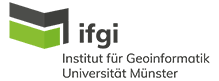 ifgi
Institut für Geoinformatik
Universität Münster